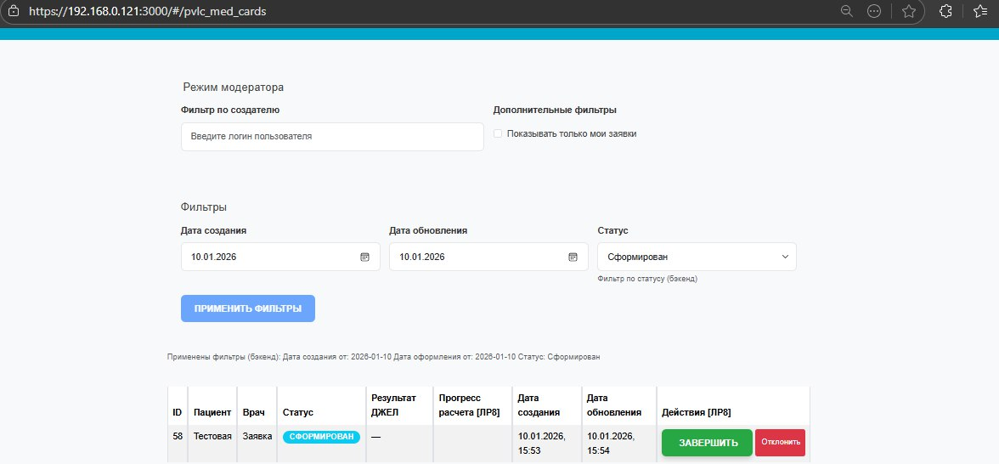 https://192.168.0.121:3000/#/pvlc_med_cards
Режим модератора
Фильтр по создателю
Дополнительные фильтры
Введите логин пользователя
Показывать только мои заявки
Фильтры
Дата создания
Дата обновления
Статус
10.01.2026
10.01.2026
Сформирован
Фильтр по статусу (бэкенд)
ПРИМЕНИТЬ ФИЛЬТРЫ
Применены фильтры (бэкенд): Дата создания от: 2026-01-10 Дата оформления от: 2026-01-10 Статус: Сформирован
ID Пациент Врач Статус Результат ДЖЕЛ Прогресс расчета [ЛР8] Дата создания Дата обновления Действия [ЛР8]
58 Тестовая Заявка СФОРМИРОВАН — 10.01.2026, 15:53 10.01.2026, 15:54 ЗАВЕРШИТЬ Отклонить